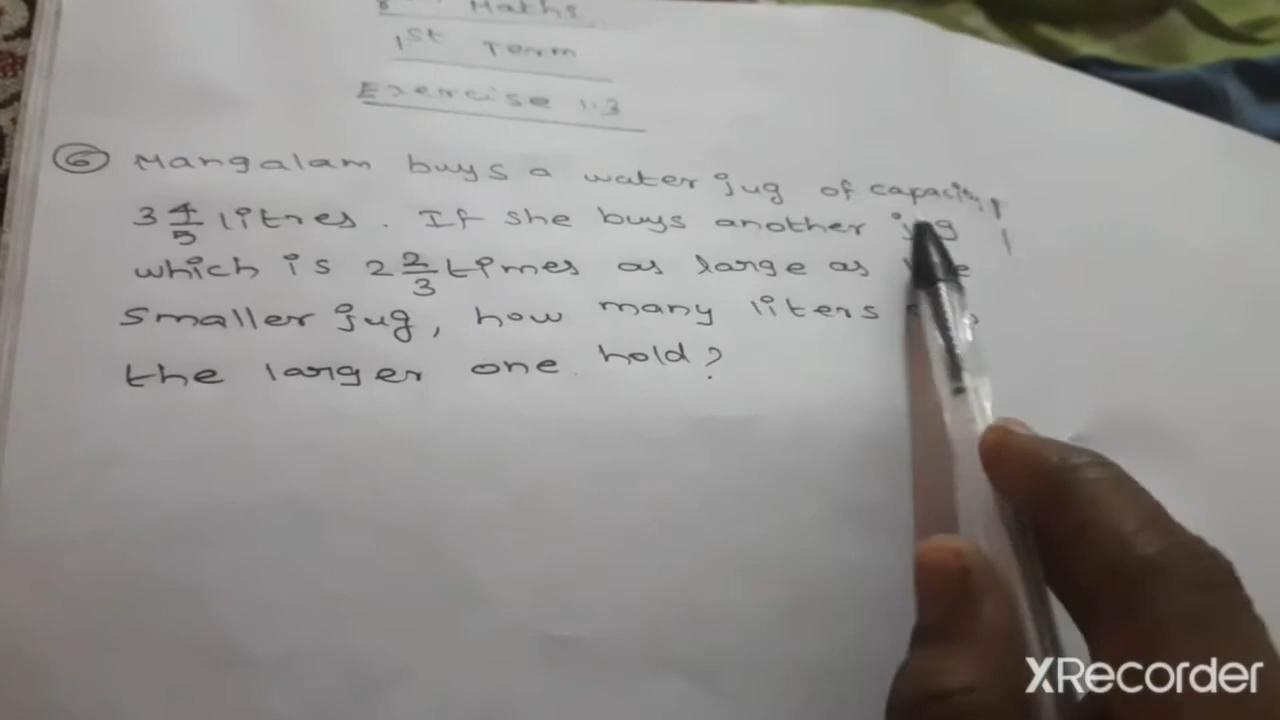 Maths
1st Term
Exercise 1.3
6 Mangalam buys a water jug of capacity
3 4/5 litres. If she buys another jug
which is 2 2/3 times as large as
smaller jug, how many liters
the larger one hold?
XRecorder